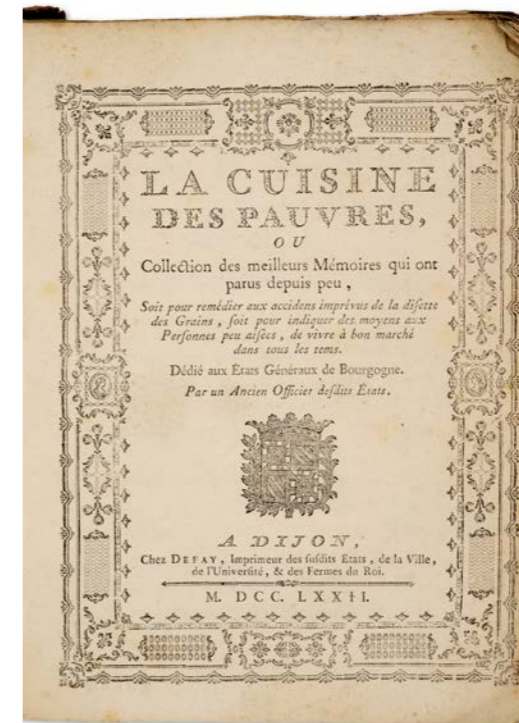 LA CUISINE
DES PAUVRES,
OU
Collection des meilleurs Mémoires qui ont
parus depuis peu,
Soit pour remédier aux accidens imprévus de la diſette
des Grains, ſoit pour indiquer des moyens aux
Perſonnes peu aiſées, de vivre à bon marché
dans tous les tems.
Dédié aux États Généraux de Bourgogne.
Par un Ancien Officier deſdits États.
A DIJON,
Chez DEFAY, Imprimeur des ſuſdits États, de la Ville,
de l'Univerſité, & des Fermes du Roi.
M. DCC. LXXII.